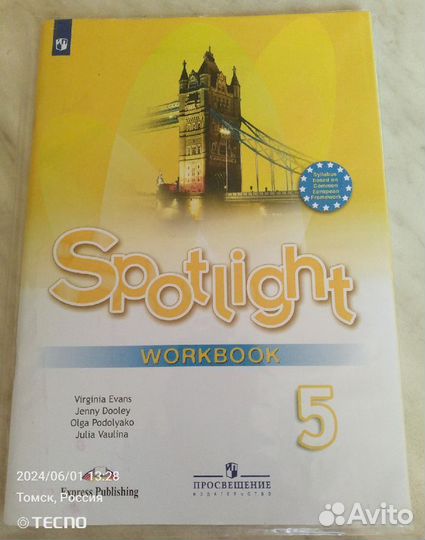 Syllabus
based on
Common
European
Framework
Spotlight
WORKBOOK
Virginia Evans
Jenny Dooley
Olga Podolyako
Julia Vaulina
5
2024/06/01 13:28
Томск, Россия
Express Publishing
ПРОСВЕЩЕНИЕ
ИЗДАТЕЛЬСТВО
TECNO
Avito